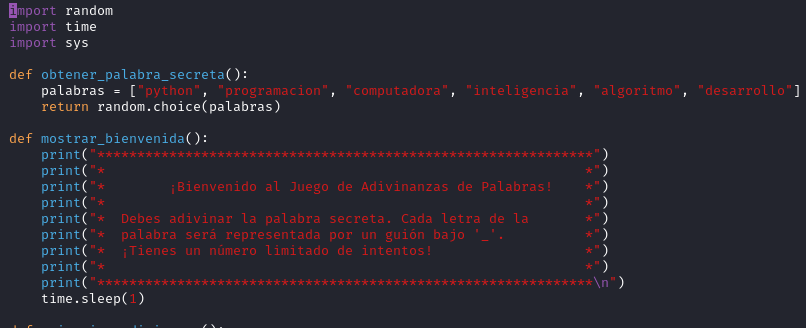 import random
import time
import sys
def obtener_palabra_secreta():
    palabras = ["python", "programacion", "computadora", "inteligencia", "algoritmo", "desarrollo"]
    return random.choice(palabras)
def mostrar_bienvenida():
    print("**************************************************************")
    print("*                                                            *")
    print("*        ¡Bienvenido al Juego de Adivinanzas de Palabras!    *")
    print("*                                                            *")
    print("*  Debes adivinar la palabra secreta. Cada letra de la       *")
    print("*  palabra será representada por un guión bajo '_'.          *")
    print("*  ¡Tienes un número limitado de intentos!                   *")
    print("*                                                            *")
    print("**************************************************************\n")
    time.sleep(1)